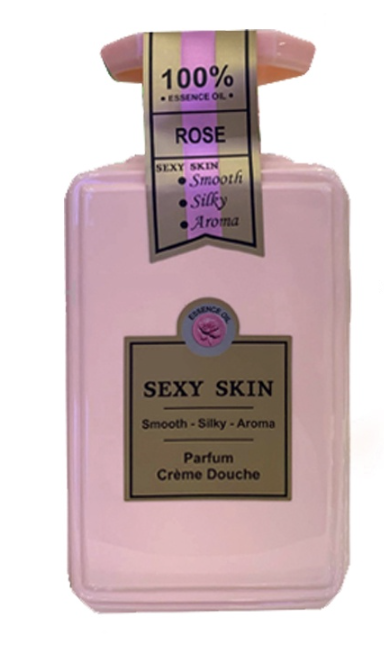 100%
• ESSENCE OIL •
ROSE
SEXY SKIN
• Smooth
• Silky
• Aroma
ESSENCE OIL
SEXY SKIN
Smooth - Silky - Aroma
Parfum
Crème Douche